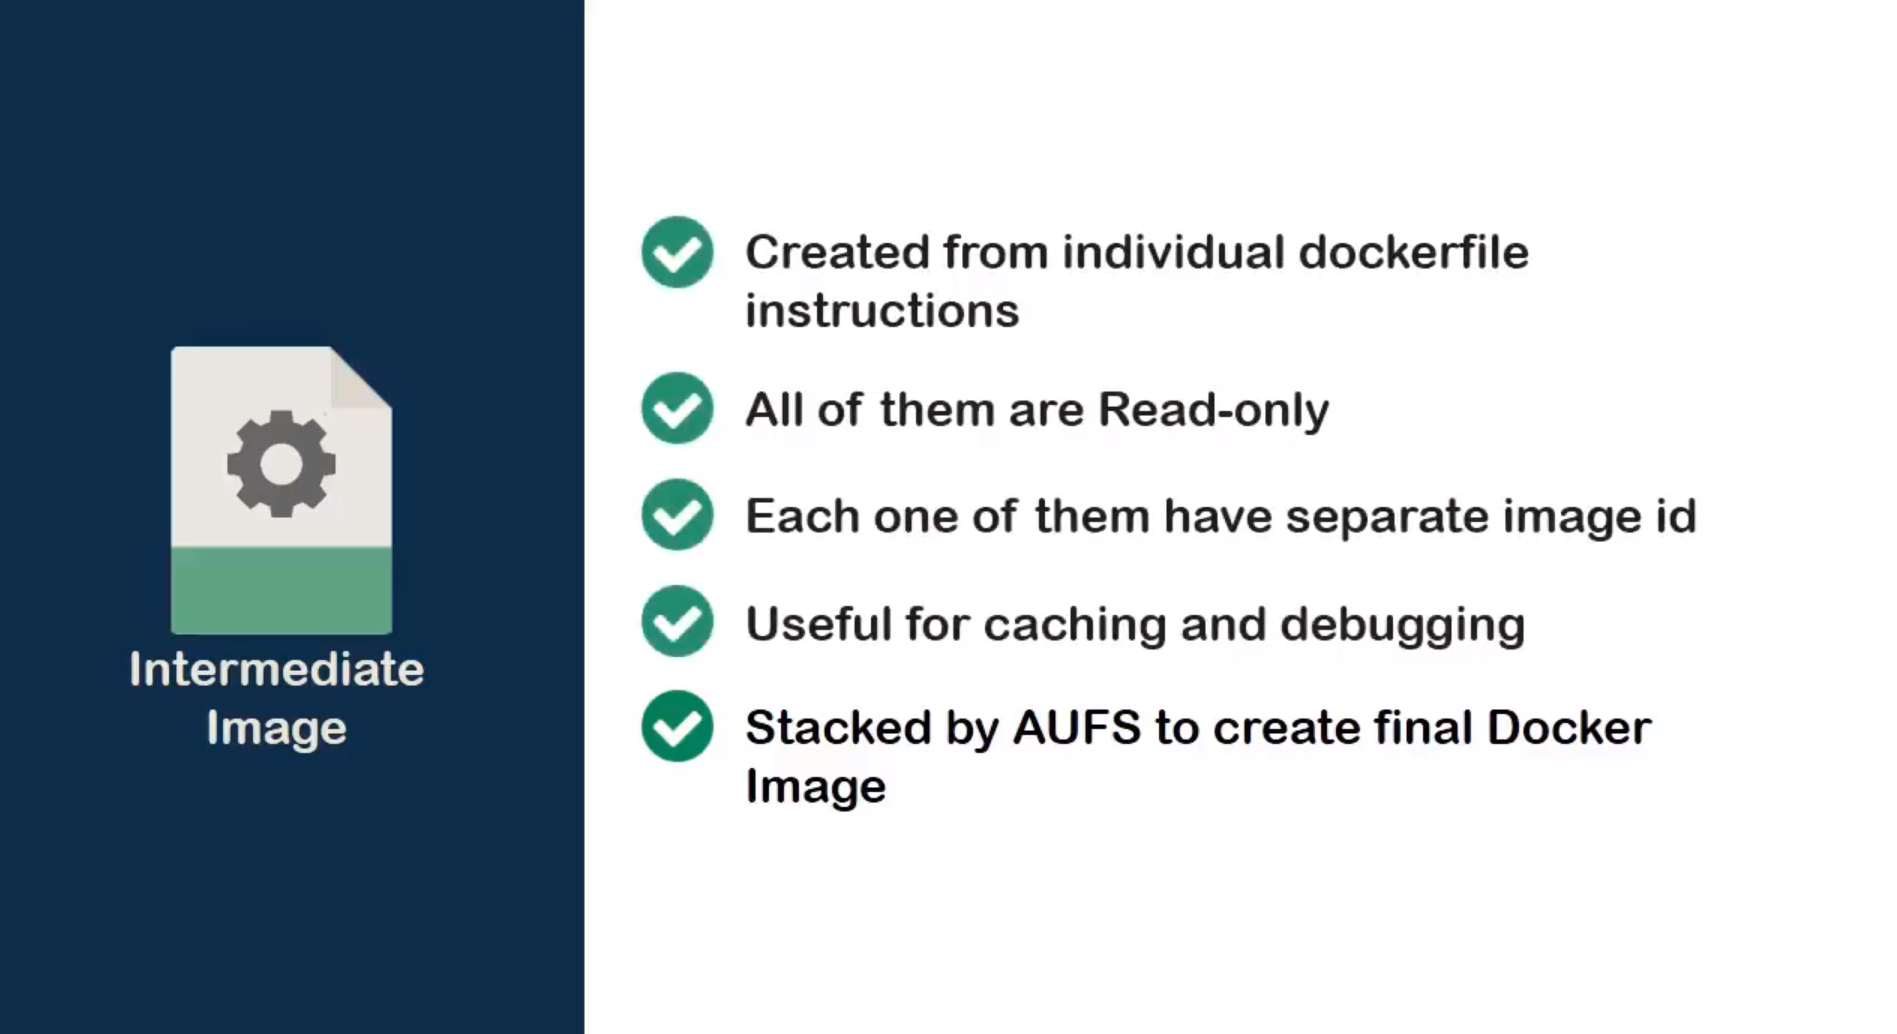 Intermediate
Image
Created from individual dockerfile
instructions
All of them are Read-only
Each one of them have separate image id
Useful for caching and debugging
Stacked by AUFS to create final Docker
Image